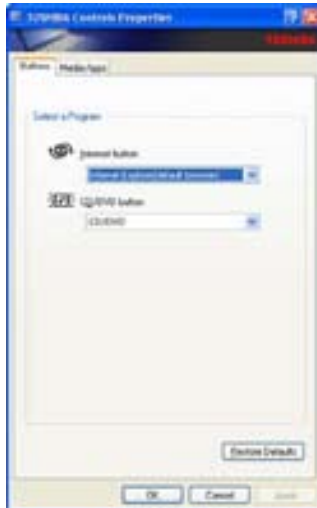 TOSHIBA Controls Properties
TOSHIBA
Buttons
Media Apps
Select a Program
Internet button
CD/DVD button
CD/DVD
Restore Defaults
OK
Cancel
Apply